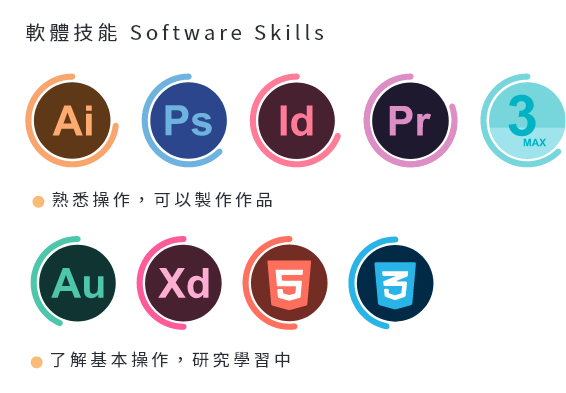 軟體技能 Software Skills
Ai Ps Id Pr 3
MAX
熟悉操作，可以製作作品
Au Xd 5 3
了解基本操作，研究學習中